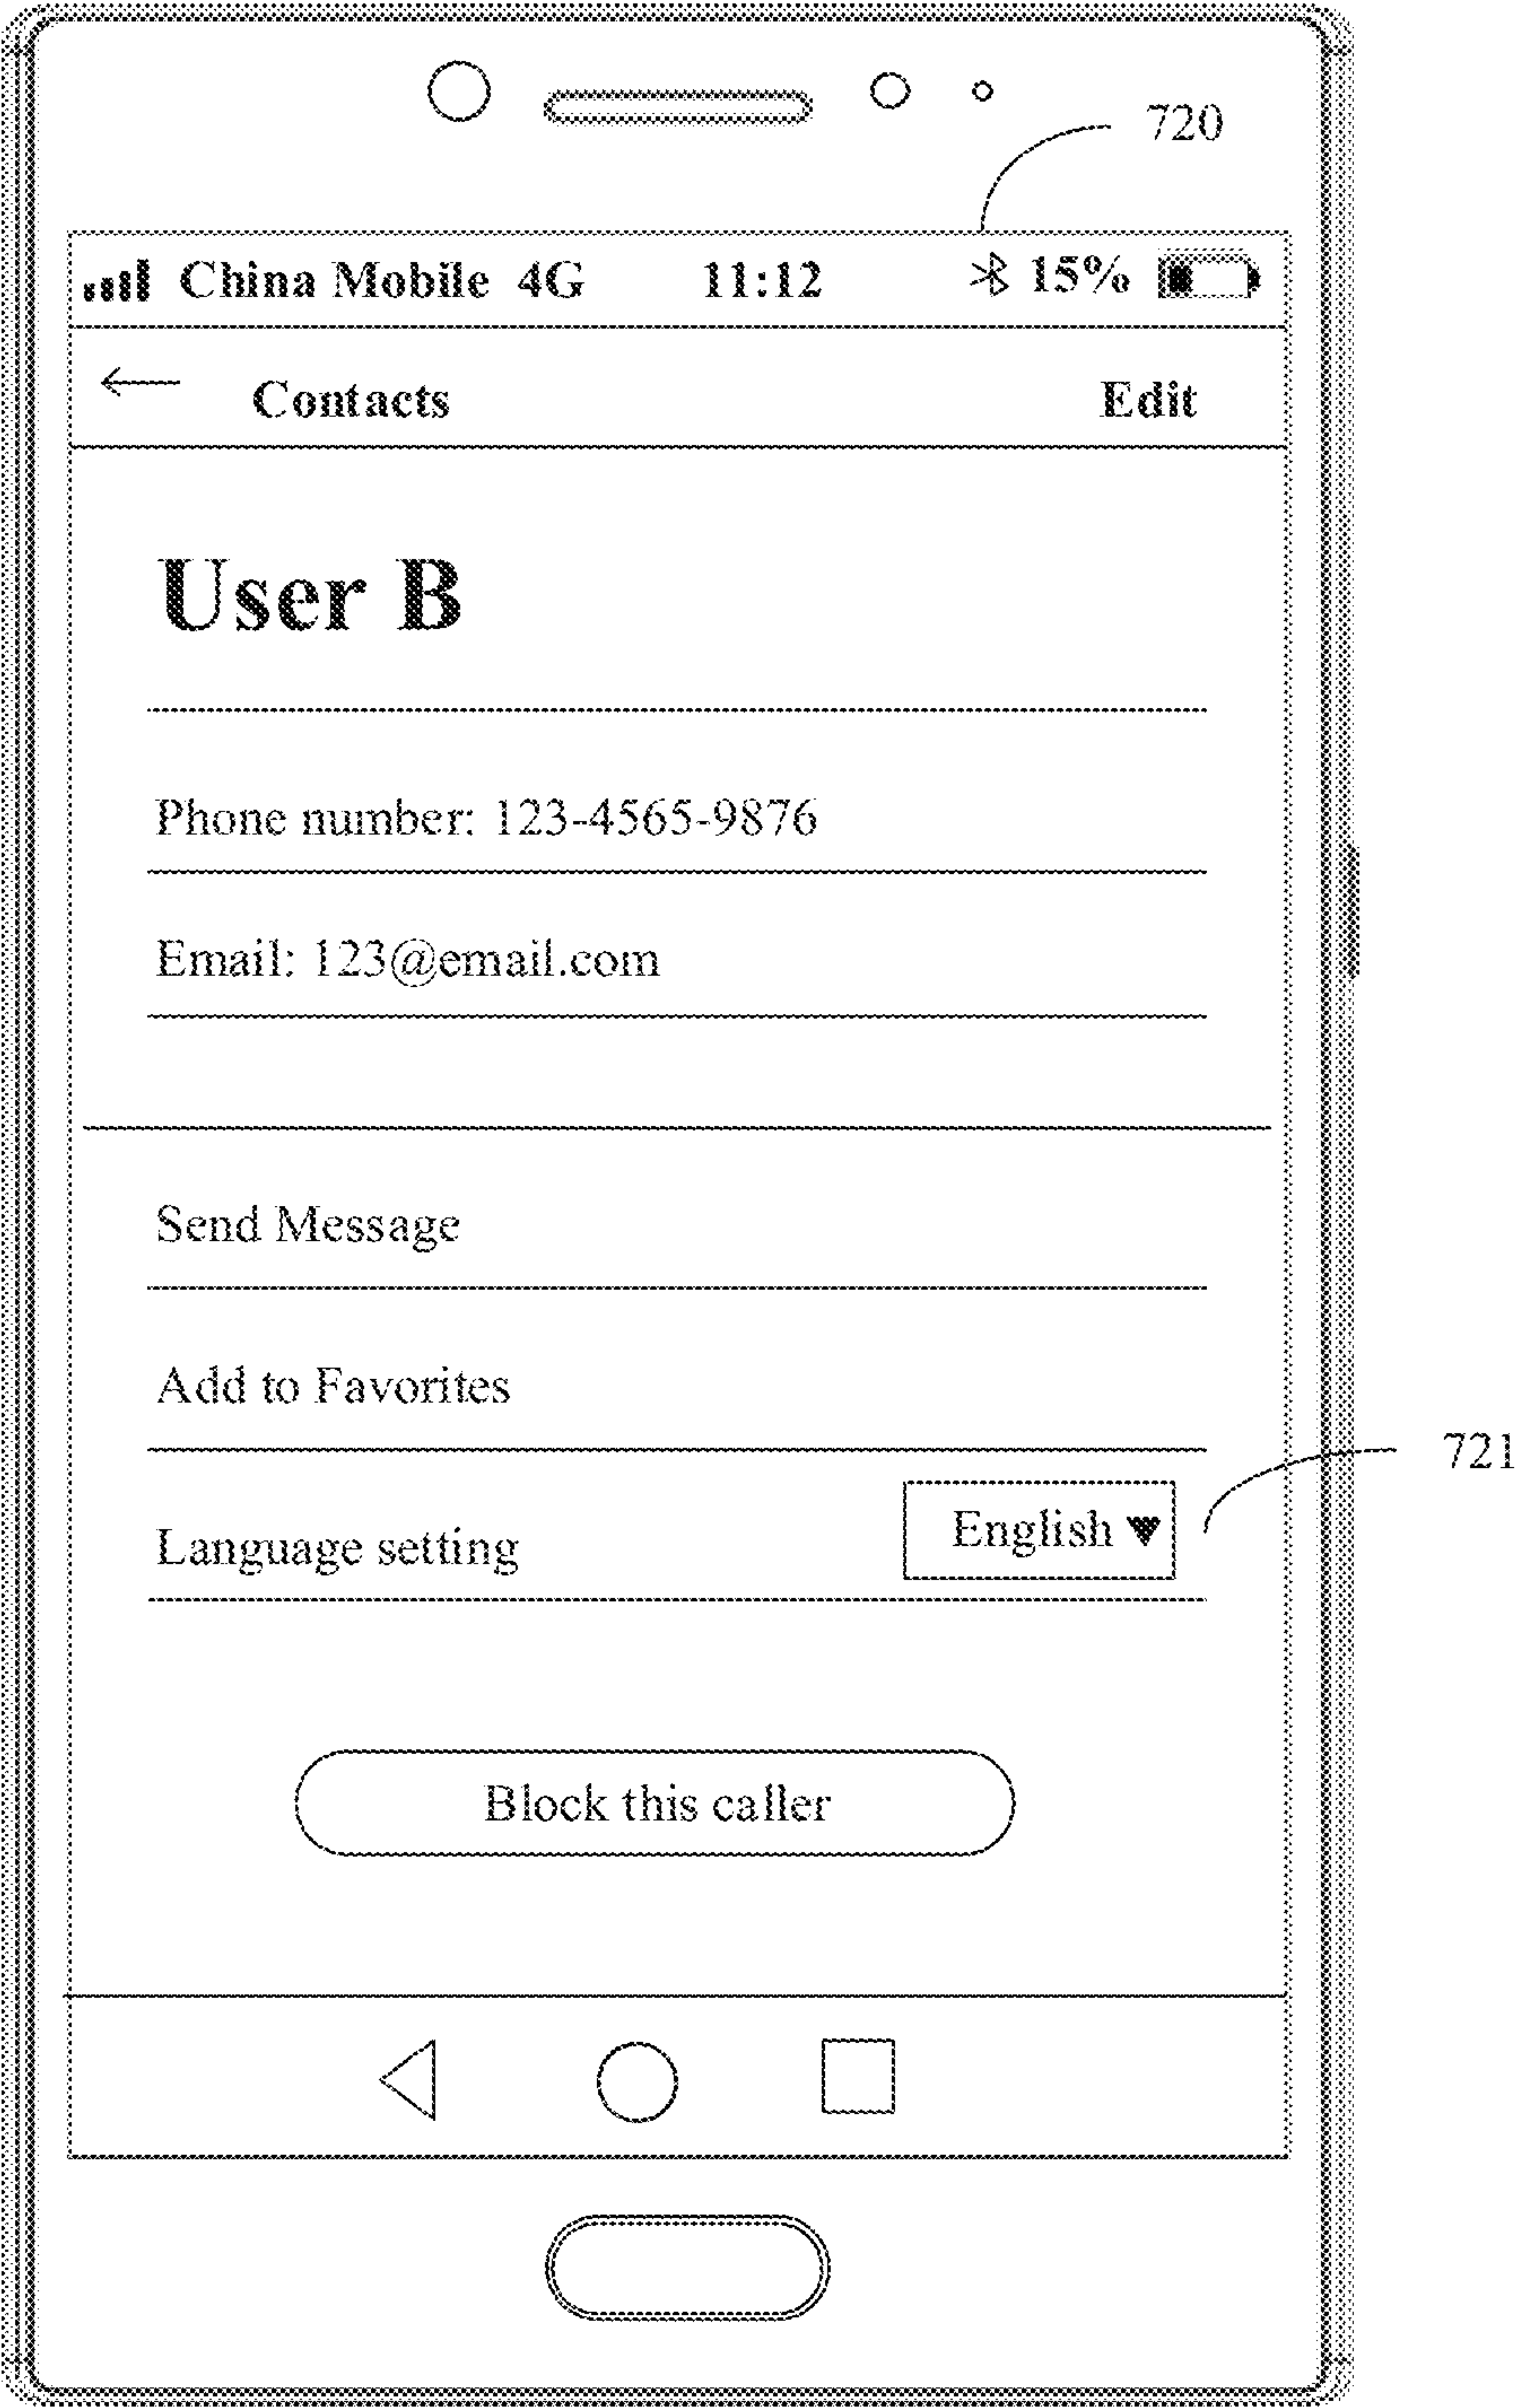 720
China Mobile 4G 11:12 15%
Contacts Edit
User B
Phone number: 123-4565-9876
Email: 123@email.com
Send Message
Add to Favorites
721
Language setting English
Block this caller